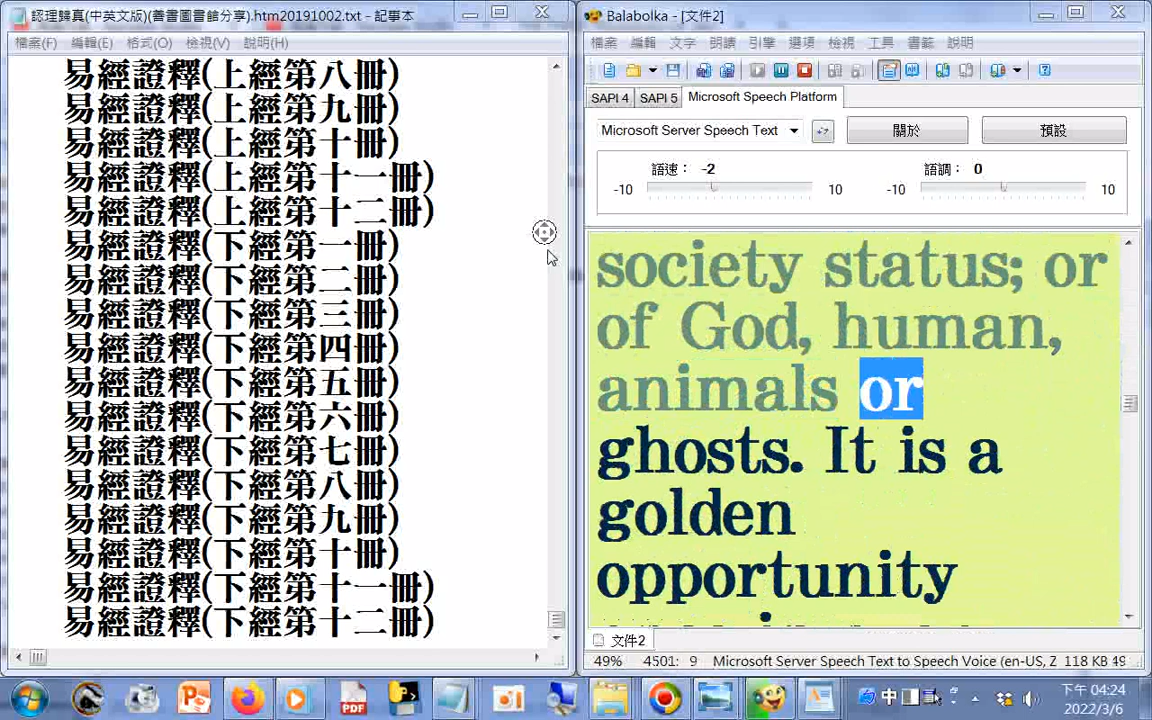 認理歸真(中英文版)(善書圖書館分享).htm20191002.txt - 記事本
檔案(F) 編輯(E) 格式(O) 檢視(V) 說明(H)
易經證釋(上經第八冊)
易經證釋(上經第九冊)
易經證釋(上經第十冊)
易經證釋(上經第十一冊)
易經證釋(上經第十二冊)
易經證釋(下經第一冊)
易經證釋(下經第二冊)
易經證釋(下經第三冊)
易經證釋(下經第四冊)
易經證釋(下經第五冊)
易經證釋(下經第六冊)
易經證釋(下經第七冊)
易經證釋(下經第八冊)
易經證釋(下經第九冊)
易經證釋(下經第十冊)
易經證釋(下經第十一冊)
易經證釋(下經第十二冊)
Balabolka - [文件2]
檔案 編輯 文字 朗讀 引擎 選項 檢視 工具 書籤 說明
SAPI 4 SAPI 5 Microsoft Speech Platform
Microsoft Server Speech Text 關於 預設
語速： -2 語調： 0
-10 10 -10 10
society status; or
of God, human,
animals or
ghosts. It is a
golden
opportunity
文件2
49% 4501: 9 Microsoft Server Speech Text to Speech Voice (en-US, Z 118 KB 49
PDF
中
下午 04:24
2022/3/6